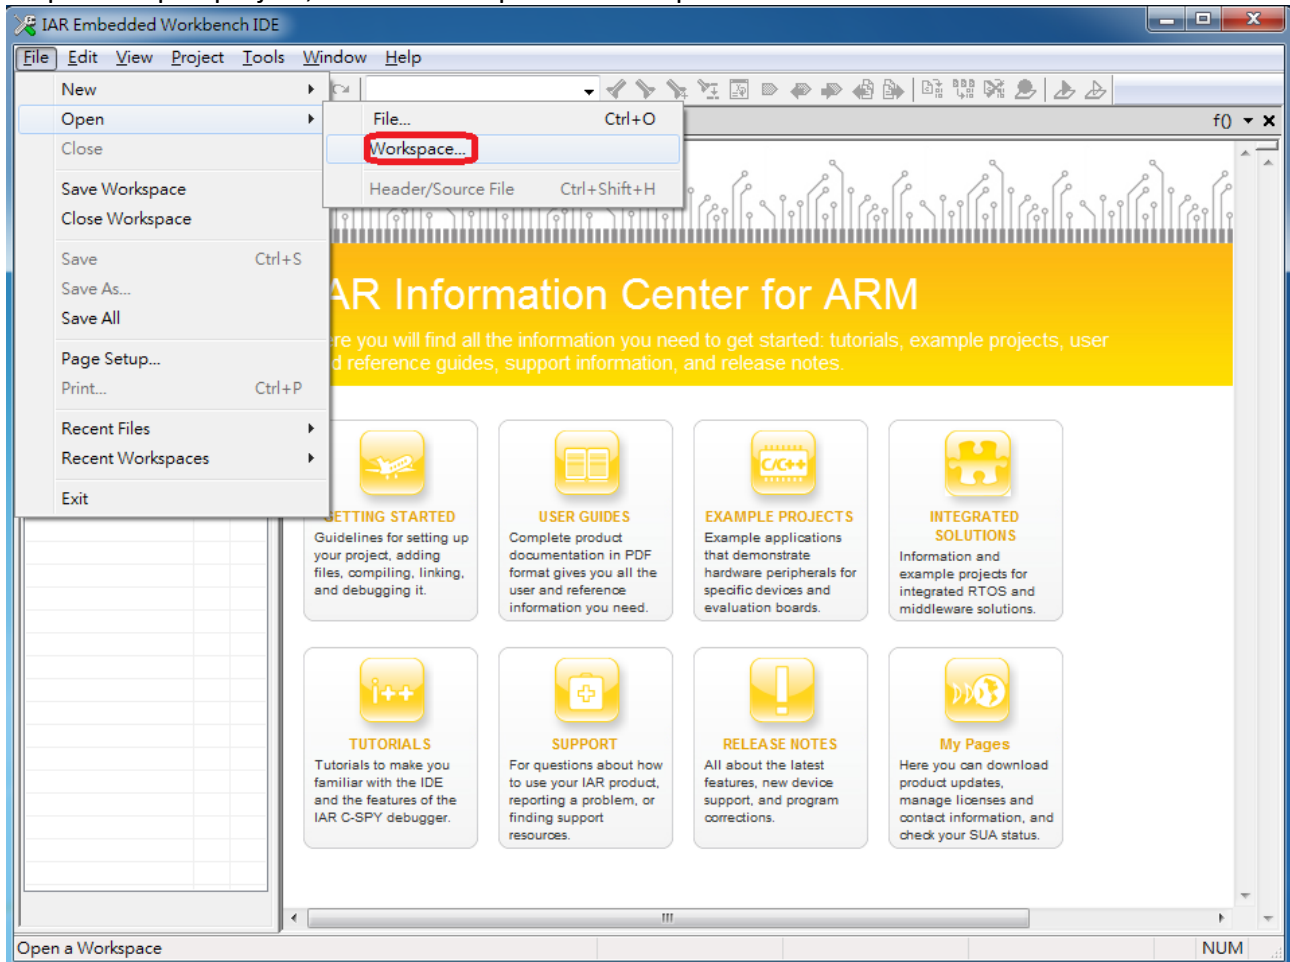 IAR Embedded Workbench IDE
File Edit View Project Tools Window Help
New
Open
Close
Save Workspace
Close Workspace
Save Ctrl+S
Save As...
Save All
Page Setup...
Print... Ctrl+P
Recent Files
Recent Workspaces
Exit
File... Ctrl+O
Workspace...
Header/Source File Ctrl+Shift+H
f()
AR Information Center for ARM
re you will find all the information you need to get started: tutorials, example projects, user
d reference guides, support information, and release notes.
GETTING STARTED
Guidelines for setting up
your project, adding
files, compiling, linking,
and debugging it.
USER GUIDES
Complete product
documentation in PDF
format gives you all the
user and reference
information you need.
EXAMPLE PROJECTS
C/C++
Example applications
that demonstrate
hardware peripherals for
specific devices and
evaluation boards.
INTEGRATED
SOLUTIONS
Information and
example projects for
integrated RTOS and
middleware solutions.
i++
TUTORIALS
Tutorials to make you
familiar with the IDE
and the features of the
IAR C-SPY debugger.
SUPPORT
For questions about how
to use your IAR product,
reporting a problem, or
finding support
resources.
RELEASE NOTES
All about the latest
features, new device
support, and program
corrections.
My Pages
Here you can download
product updates,
manage licenses and
contact information, and
check your SUA status.
Open a Workspace
NUM